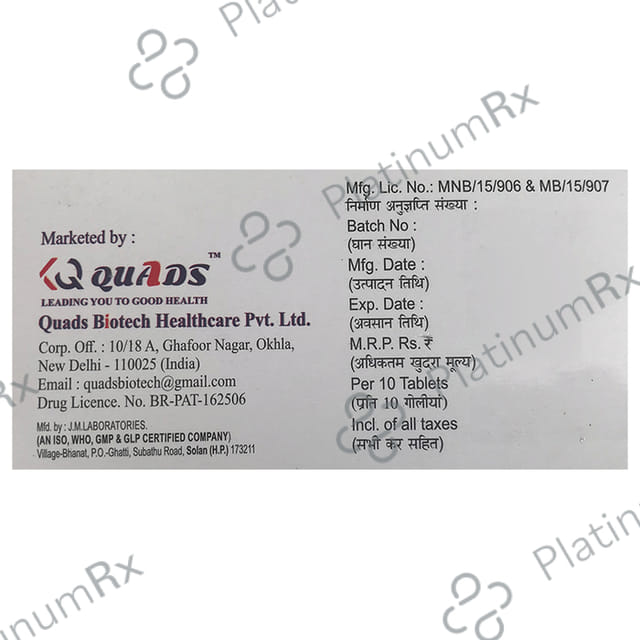 Marketed by :
QUADS™
LEADING YOU TO GOOD HEALTH
Quads Biotech Healthcare Pvt. Ltd.
Corp. Off. : 10/18 A, Ghafoor Nagar, Okhla,
New Delhi - 110025 (India)
Email : quadsbiotech@gmail.com
Drug Licence. No. BR-PAT-162506
Mfd. by : J.M.LABORATORIES.
(AN ISO, WHO, GMP & GLP CERTIFIED COMPANY)
Village-Bhanat, P.O.-Ghatti, Subathu Road, Solan (H.P.) 173211
Mfg. Lic. No.: MNB/15/906 & MB/15/907
निर्माण अनुज्ञप्ति संख्या :
Batch No :
(घान संख्या)
Mfg. Date :
(उत्पादन तिथि)
Exp. Date :
(अवसान तिथि)
M.R.P. Rs. ₹
(अधिकतम खुदरा मूल्य)
Per 10 Tablets
(प्रति 10 गोलीयां)
Incl. of all taxes
(सभी कर सहित)
PlatinumRx
PlatinumRx
PlatinumRx
PlatinumRx
PlatinumRx